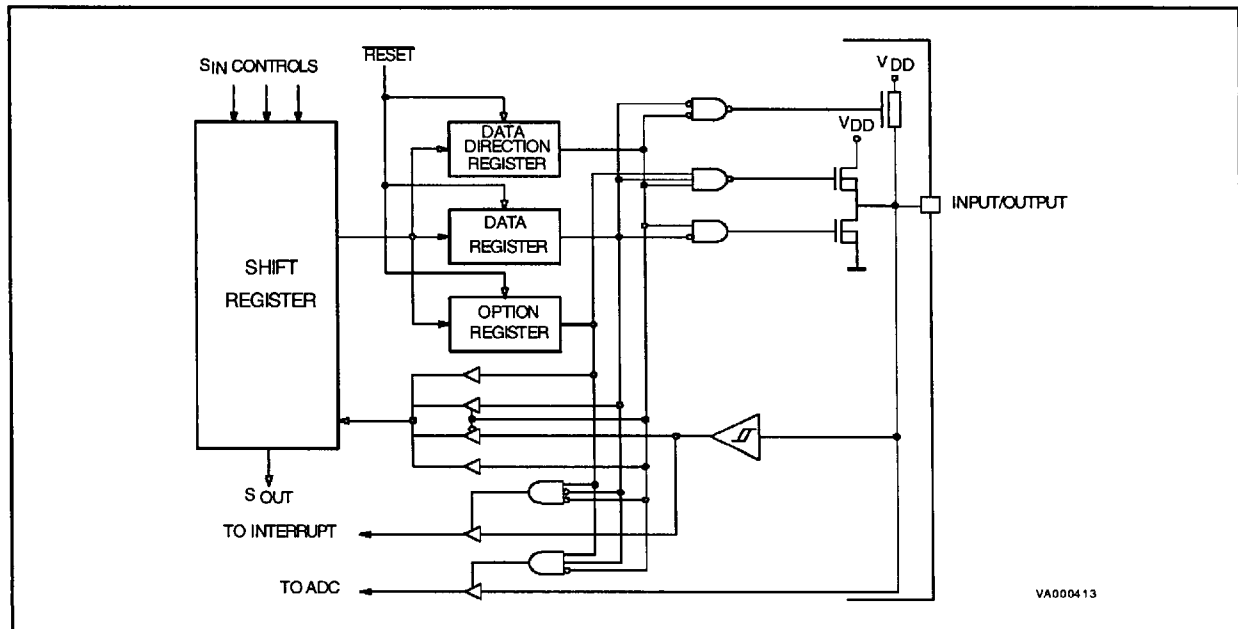 SIN CONTROLS
RESET
VDD
DATA
DIRECTION
REGISTER
VDD
DATA
REGISTER
INPUT/OUTPUT
SHIFT
REGISTER
OPTION
REGISTER
SOUT
TO INTERRUPT
TO ADC
VA000413